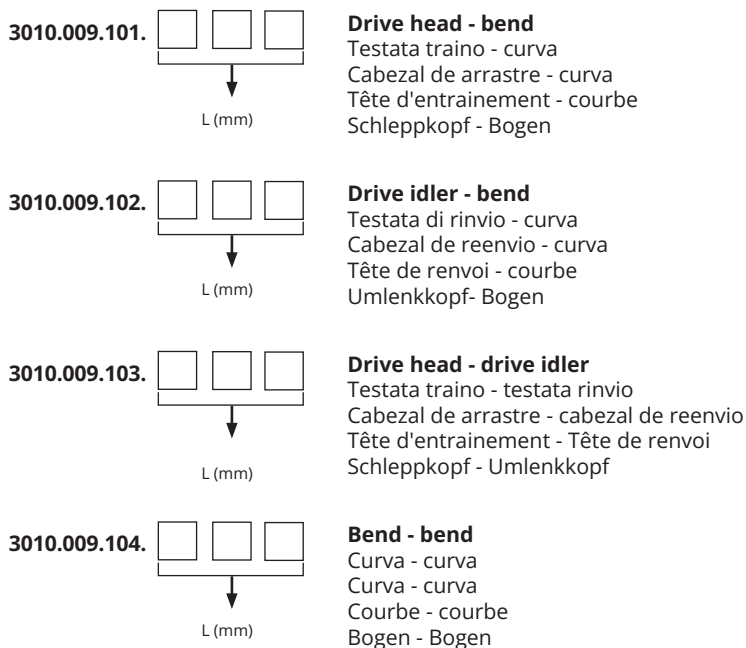 3010.009.101.
L (mm)
Drive head - bend
Testata traino - curva
Cabezal de arrastre - curva
Tête d'entrainement - courbe
Schleppkopf - Bogen
3010.009.102.
L (mm)
Drive idler - bend
Testata di rinvio - curva
Cabezal de reenvio - curva
Tête de renvoi - courbe
Umlenkkopf- Bogen
3010.009.103.
L (mm)
Drive head - drive idler
Testata traino - testata rinvio
Cabezal de arrastre - cabezal de reenvio
Tête d'entrainement - Tête de renvoi
Schleppkopf - Umlenkkopf
3010.009.104.
L (mm)
Bend - bend
Curva - curva
Curva - curva
Courbe - courbe
Bogen - Bogen